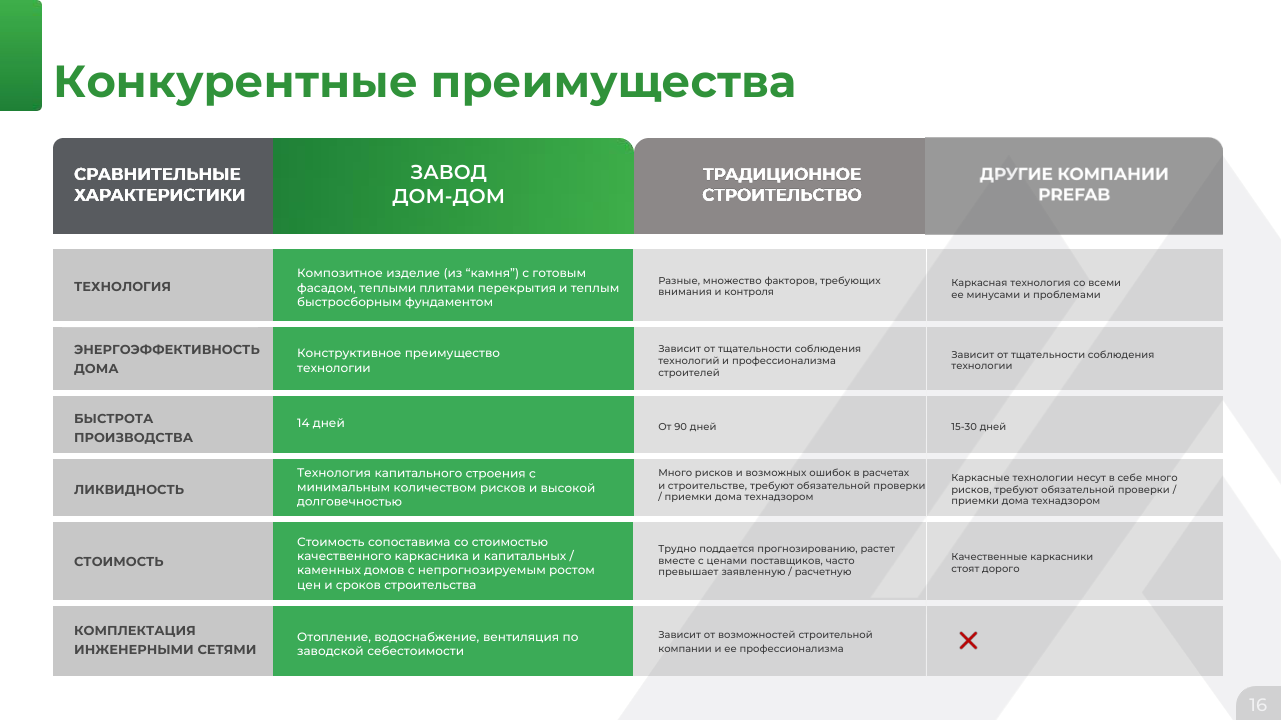 Конкурентные преимущества
СРАВНИТЕЛЬНЫЕ
ХАРАКТЕРИСТИКИ
ЗАВОД
ДОМ-ДОМ
ТРАДИЦИОННОЕ
СТРОИТЕЛЬСТВО
ДРУГИЕ КОМПАНИИ
PREFAB
ТЕХНОЛОГИЯ
Композитное изделие (из “камня”) с готовым
фасадом, теплыми плитами перекрытия и теплым
быстросборным фундаментом
Разные, множество факторов, требующих
внимания и контроля
Каркасная технология со всеми
ее минусами и проблемами
ЭНЕРГОЭФФЕКТИВНОСТЬ
ДОМА
Конструктивное преимущество
технологии
Зависит от тщательности соблюдения
технологий и профессионализма
строителей
Зависит от тщательности соблюдения
технологии
БЫСТРОТА
ПРОИЗВОДСТВА
14 дней
От 90 дней
15-30 дней
ЛИКВИДНОСТЬ
Технология капитального строения с
минимальным количеством рисков и высокой
долговечностью
Много рисков и возможных ошибок в расчетах
и строительстве, требуют обязательной проверки
/ приемки дома технадзором
Каркасные технологии несут в себе много
рисков, требуют обязательной проверки /
приемки дома технадзором
СТОИМОСТЬ
Стоимость сопоставима со стоимостью
качественного каркасника и капитальных /
каменных домов с непрогнозируемым ростом
цен и сроков строительства
Трудно поддается прогнозированию, растет
вместе с ценами поставщиков, часто
превышает заявленную / расчетную
Качественные каркасники
стоят дорого
КОМПЛЕКТАЦИЯ
ИНЖЕНЕРНЫМИ СЕТЯМИ
Отопление, водоснабжение, вентиляция по
заводской себестоимости
Зависит от возможностей строительной
компании и ее профессионализма
16